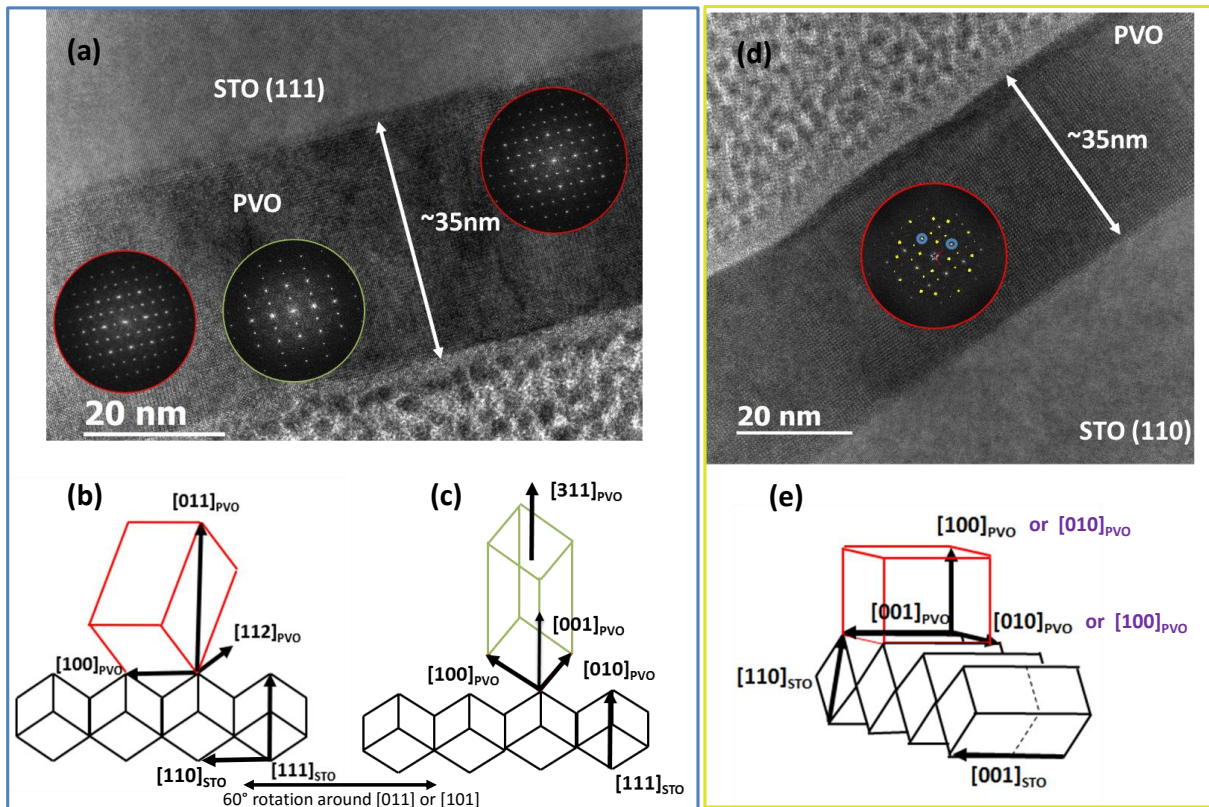 (a)
STO (111)
PVO
~35nm
20 nm
(b)
[011]PVO
[112]PVO
[100]PVO
[110]STO
[111]STO
(c)
[311]PVO
[001]PVO
[100]PVO
[010]PVO
[111]STO
60° rotation around [011] or [101]
(d)
PVO
~35nm
20 nm
STO (110)
(e)
[100]PVO or [010]PVO
[001]PVO
[010]PVO or [100]PVO
[110]STO
[001]STO